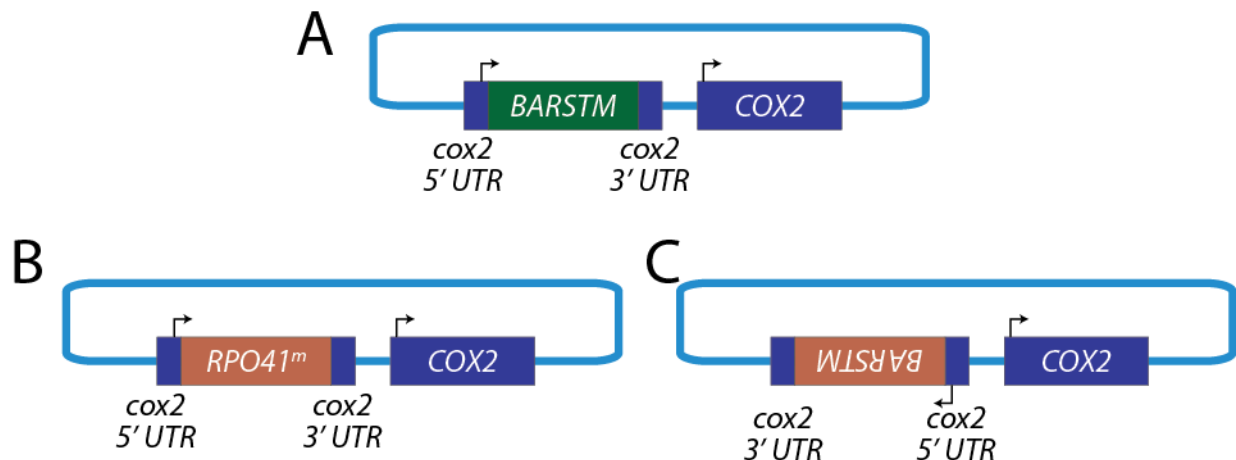 A
BARSTM
COX2
cox2
5′ UTR
cox2
3′ UTR
B
RPO41ᵐ
COX2
cox2
5′ UTR
cox2
3′ UTR
C
BARSTM
COX2
cox2
3′ UTR
cox2
5′ UTR